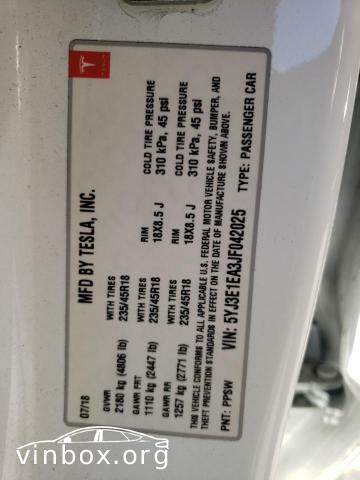 TESLA
MFD BY TESLA, INC.
07/18
GVWR
2180 kg (4806 lb)
GAWR FRT
1110 kg (2447 lb)
WITH TIRES
235/45R18
RIM
18X8.5 J
COLD TIRE PRESSURE
310 kPa, 45 psi
GAWR RR
1257 kg (2771 lb)
WITH TIRES
235/45R18
RIM
18X8.5 J
COLD TIRE PRESSURE
310 kPa, 45 psi
THIS VEHICLE CONFORMS TO ALL APPLICABLE U.S. FEDERAL MOTOR VEHICLE SAFETY, BUMPER, AND
THEFT PREVENTION STANDARDS IN EFFECT ON THE DATE OF MANUFACTURE SHOWN ABOVE.
VIN: 5YJ3E1EA3JF042025
PNT: PPSW
TYPE: PASSENGER CAR
vinbox.org